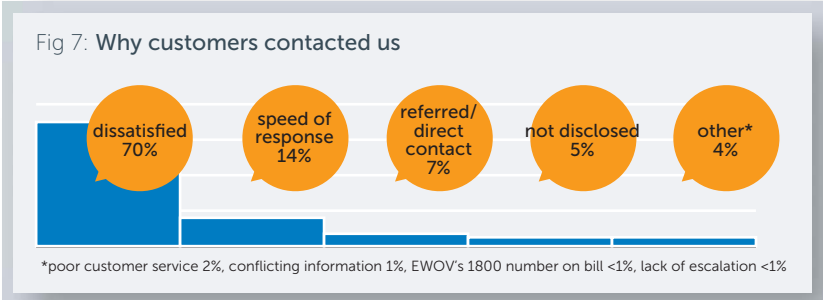 Fig 7: Why customers contacted us
dissatisfied
70%
speed of
response
14%
referred/
direct
contact
7%
not disclosed
5%
other*
4%
*poor customer service 2%, conflicting information 1%, EWOV's 1800 number on bill <1%, lack of escalation <1%